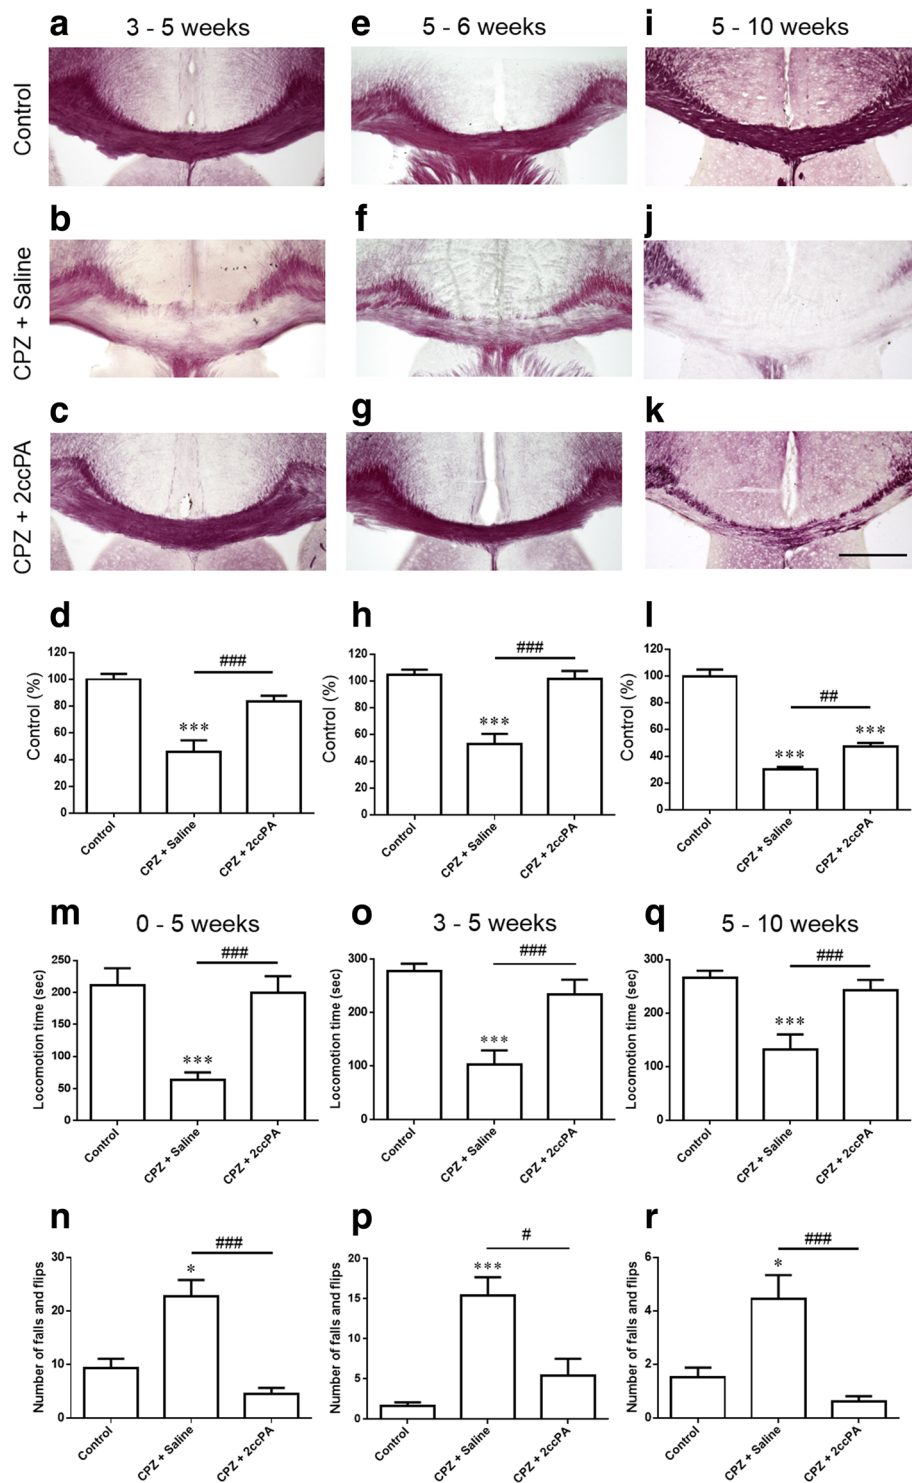 a 3 - 5 weeks e 5 - 6 weeks i 5 - 10 weeks
Control
b f j
CPZ + Saline
c g k
CPZ + 2ccPA
d h l
Control (%)
120
100
80
60
40
20
0
***
###
Control
CPZ + Saline
CPZ + 2ccPA
Control (%)
120
100
80
60
40
20
0
***
###
Control
CPZ + Saline
CPZ + 2ccPA
Control (%)
120
100
80
60
40
20
0
***
##
***
Control
CPZ + Saline
CPZ + 2ccPA
m 0 - 5 weeks o 3 - 5 weeks q 5 - 10 weeks
Locomotion time (sec)
250
200
150
100
50
0
***
###
Control
CPZ + Saline
CPZ + 2ccPA
Locomotion time (sec)
300
200
100
0
***
###
Control
CPZ + Saline
CPZ + 2ccPA
Locomotion time (sec)
300
200
100
0
***
###
Control
CPZ + Saline
CPZ + 2ccPA
n p r
Number of falls and flips
30
20
10
0
*
###
Control
CPZ + Saline
CPZ + 2ccPA
Number of falls and flips
20
15
10
5
0
***
#
Control
CPZ + Saline
CPZ + 2ccPA
Number of falls and flips
6
4
2
0
*
###
Control
CPZ + Saline
CPZ + 2ccPA